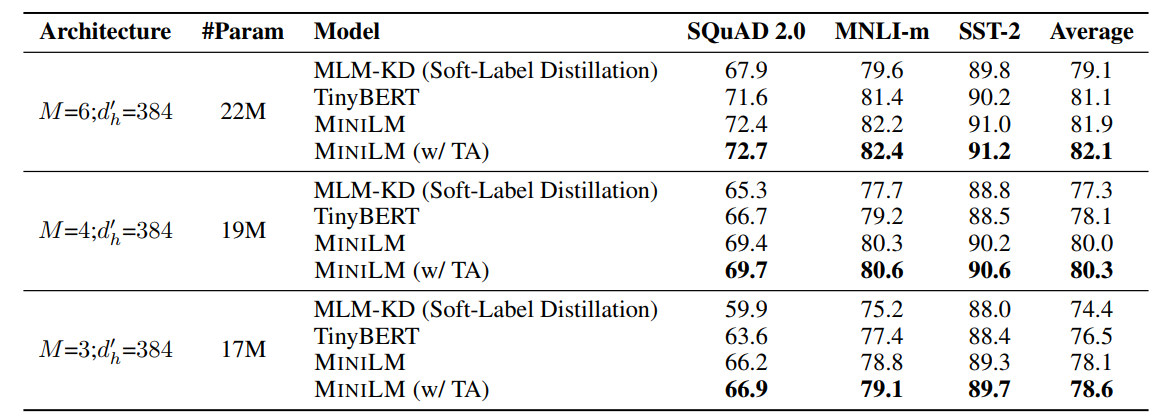 Architecture #Param Model SQuAD 2.0 MNLI-m SST-2 Average
MLM-KD (Soft-Label Distillation) 67.9 79.6 89.8 79.1
TinyBERT 71.6 81.4 90.2 81.1
M=6;d′h=384 22M
MINILM 72.4 82.2 91.0 81.9
MINILM (w/ TA) 72.7 82.4 91.2 82.1
MLM-KD (Soft-Label Distillation) 65.3 77.7 88.8 77.3
TinyBERT 66.7 79.2 88.5 78.1
M=4;d′h=384 19M
MINILM 69.4 80.3 90.2 80.0
MINILM (w/ TA) 69.7 80.6 90.6 80.3
MLM-KD (Soft-Label Distillation) 59.9 75.2 88.0 74.4
TinyBERT 63.6 77.4 88.4 76.5
M=3;d′h=384 17M
MINILM 66.2 78.8 89.3 78.1
MINILM (w/ TA) 66.9 79.1 89.7 78.6